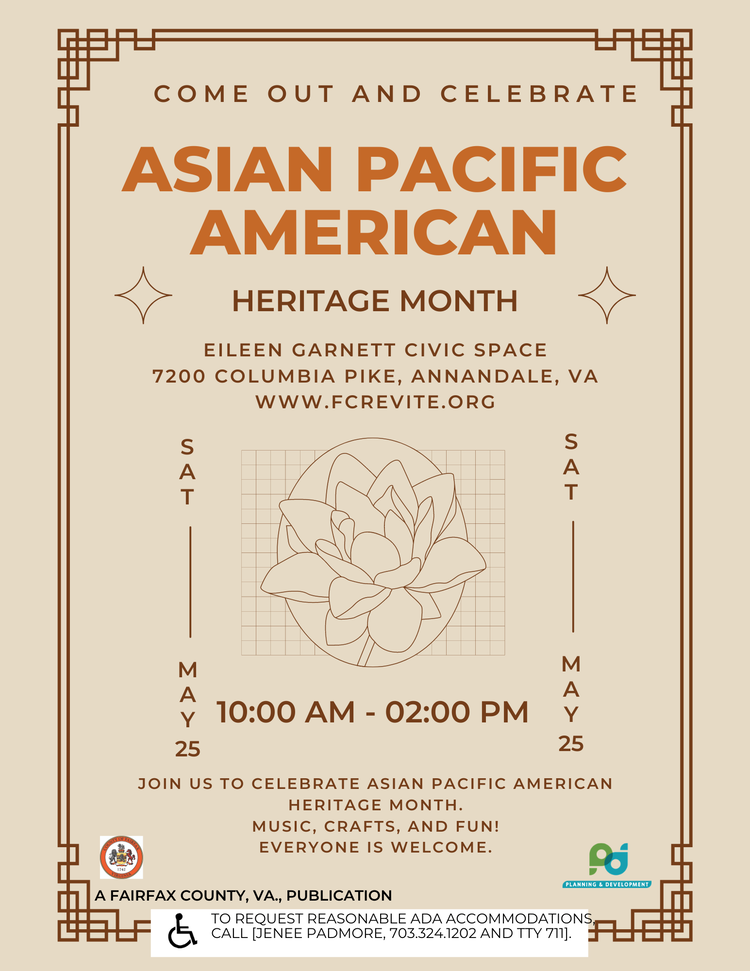 COME OUT AND CELEBRATE
ASIAN PACIFIC
AMERICAN
HERITAGE MONTH
EILEEN GARNETT CIVIC SPACE
7200 COLUMBIA PIKE, ANNANDALE, VA
WWW.FCREVITE.ORG
SAT
MAY
25
SAT
MAY
25
10:00 AM - 02:00 PM
JOIN US TO CELEBRATE ASIAN PACIFIC AMERICAN
HERITAGE MONTH.
MUSIC, CRAFTS, AND FUN!
EVERYONE IS WELCOME.
pd
PLANNING & DEVELOPMENT
A FAIRFAX COUNTY, VA., PUBLICATION
TO REQUEST REASONABLE ADA ACCOMMODATIONS,
CALL [JENEE PADMORE, 703.324.1202 AND TTY 711].